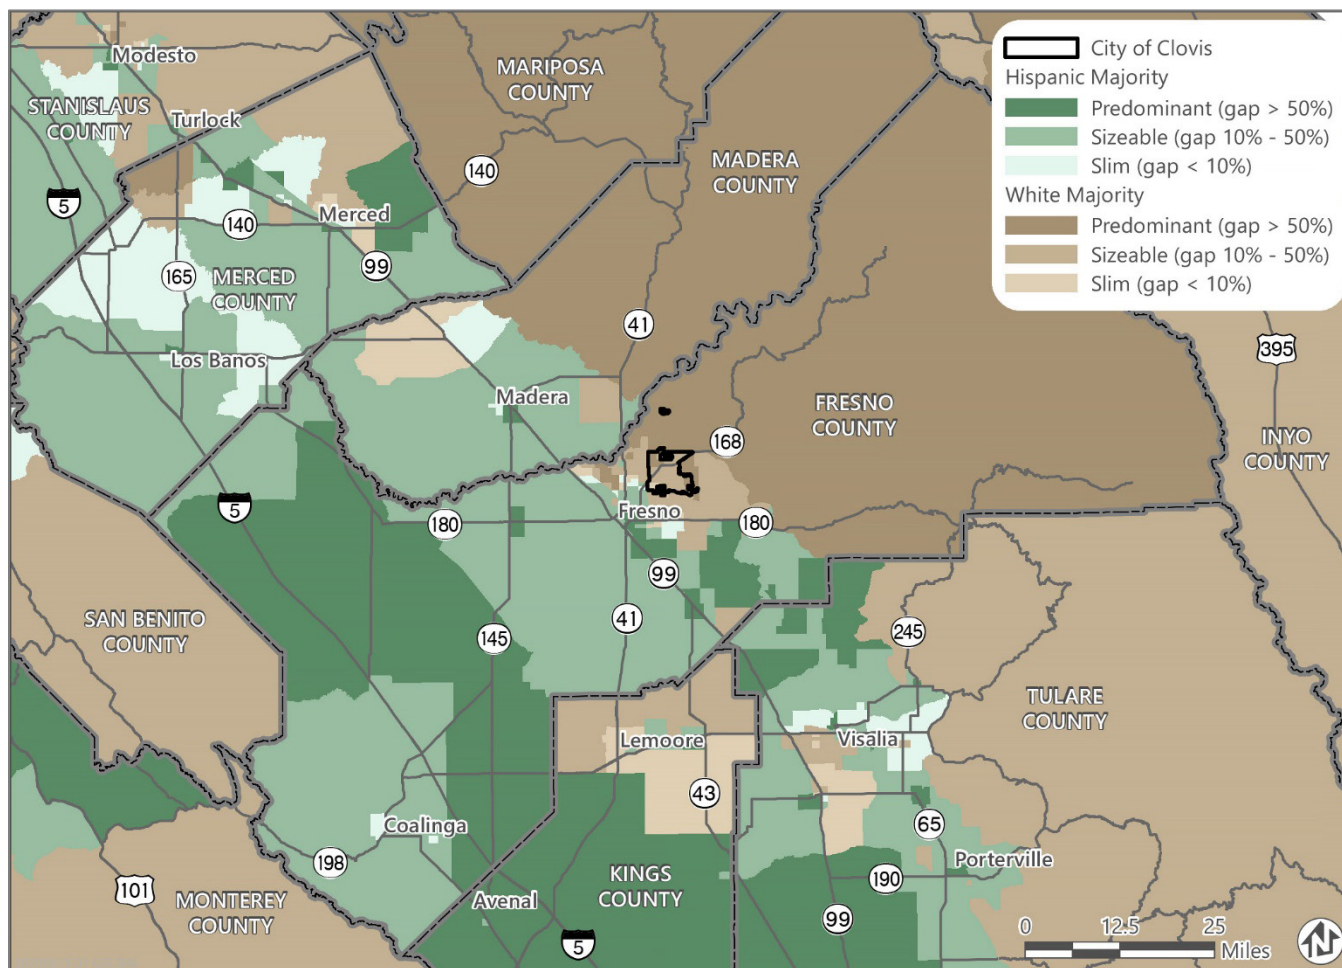 City of Clovis
Hispanic Majority
Predominant (gap > 50%)
Sizeable (gap 10% - 50%)
Slim (gap < 10%)
White Majority
Predominant (gap > 50%)
Sizeable (gap 10% - 50%)
Slim (gap < 10%)
Modesto
STANISLAUS
COUNTY
Turlock
MARIPOSA
COUNTY
140
MADERA
COUNTY
5
140
Merced
165
MERCED
COUNTY
99
41
395
Los Banos
Madera
FRESNO
COUNTY
INYO
COUNTY
168
5
180
Fresno
180
99
SAN BENITO
COUNTY
145
41
245
TULARE
COUNTY
Lemoore
Visalia
43
Coalinga
65
198
Porterville
101
MONTEREY
COUNTY
Avenal
KINGS
COUNTY
190
99
5
0
12.5
25
Miles
N